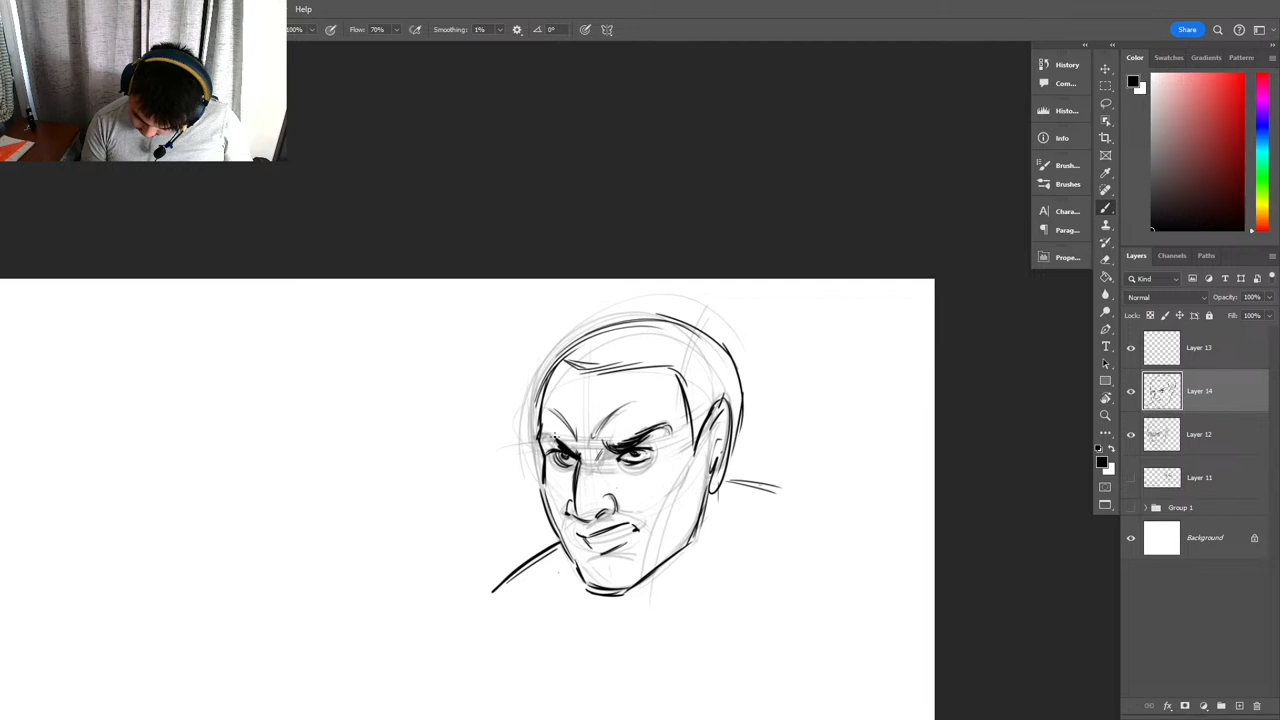 Help
100%
Flow: 70%
Smoothing: 1%
0°
Share
History
Com...
Histo...
Info
Brush...
Brushes
Chara...
Parag...
Prope...
Color
Swatches
Gradients
Pattern
Layers
Channels
Paths
Kind
Normal
Opacity: 100%
Lock:
Fill: 100%
Layer 13
Layer 14
Layer 12
Layer 11
Group 1
Background